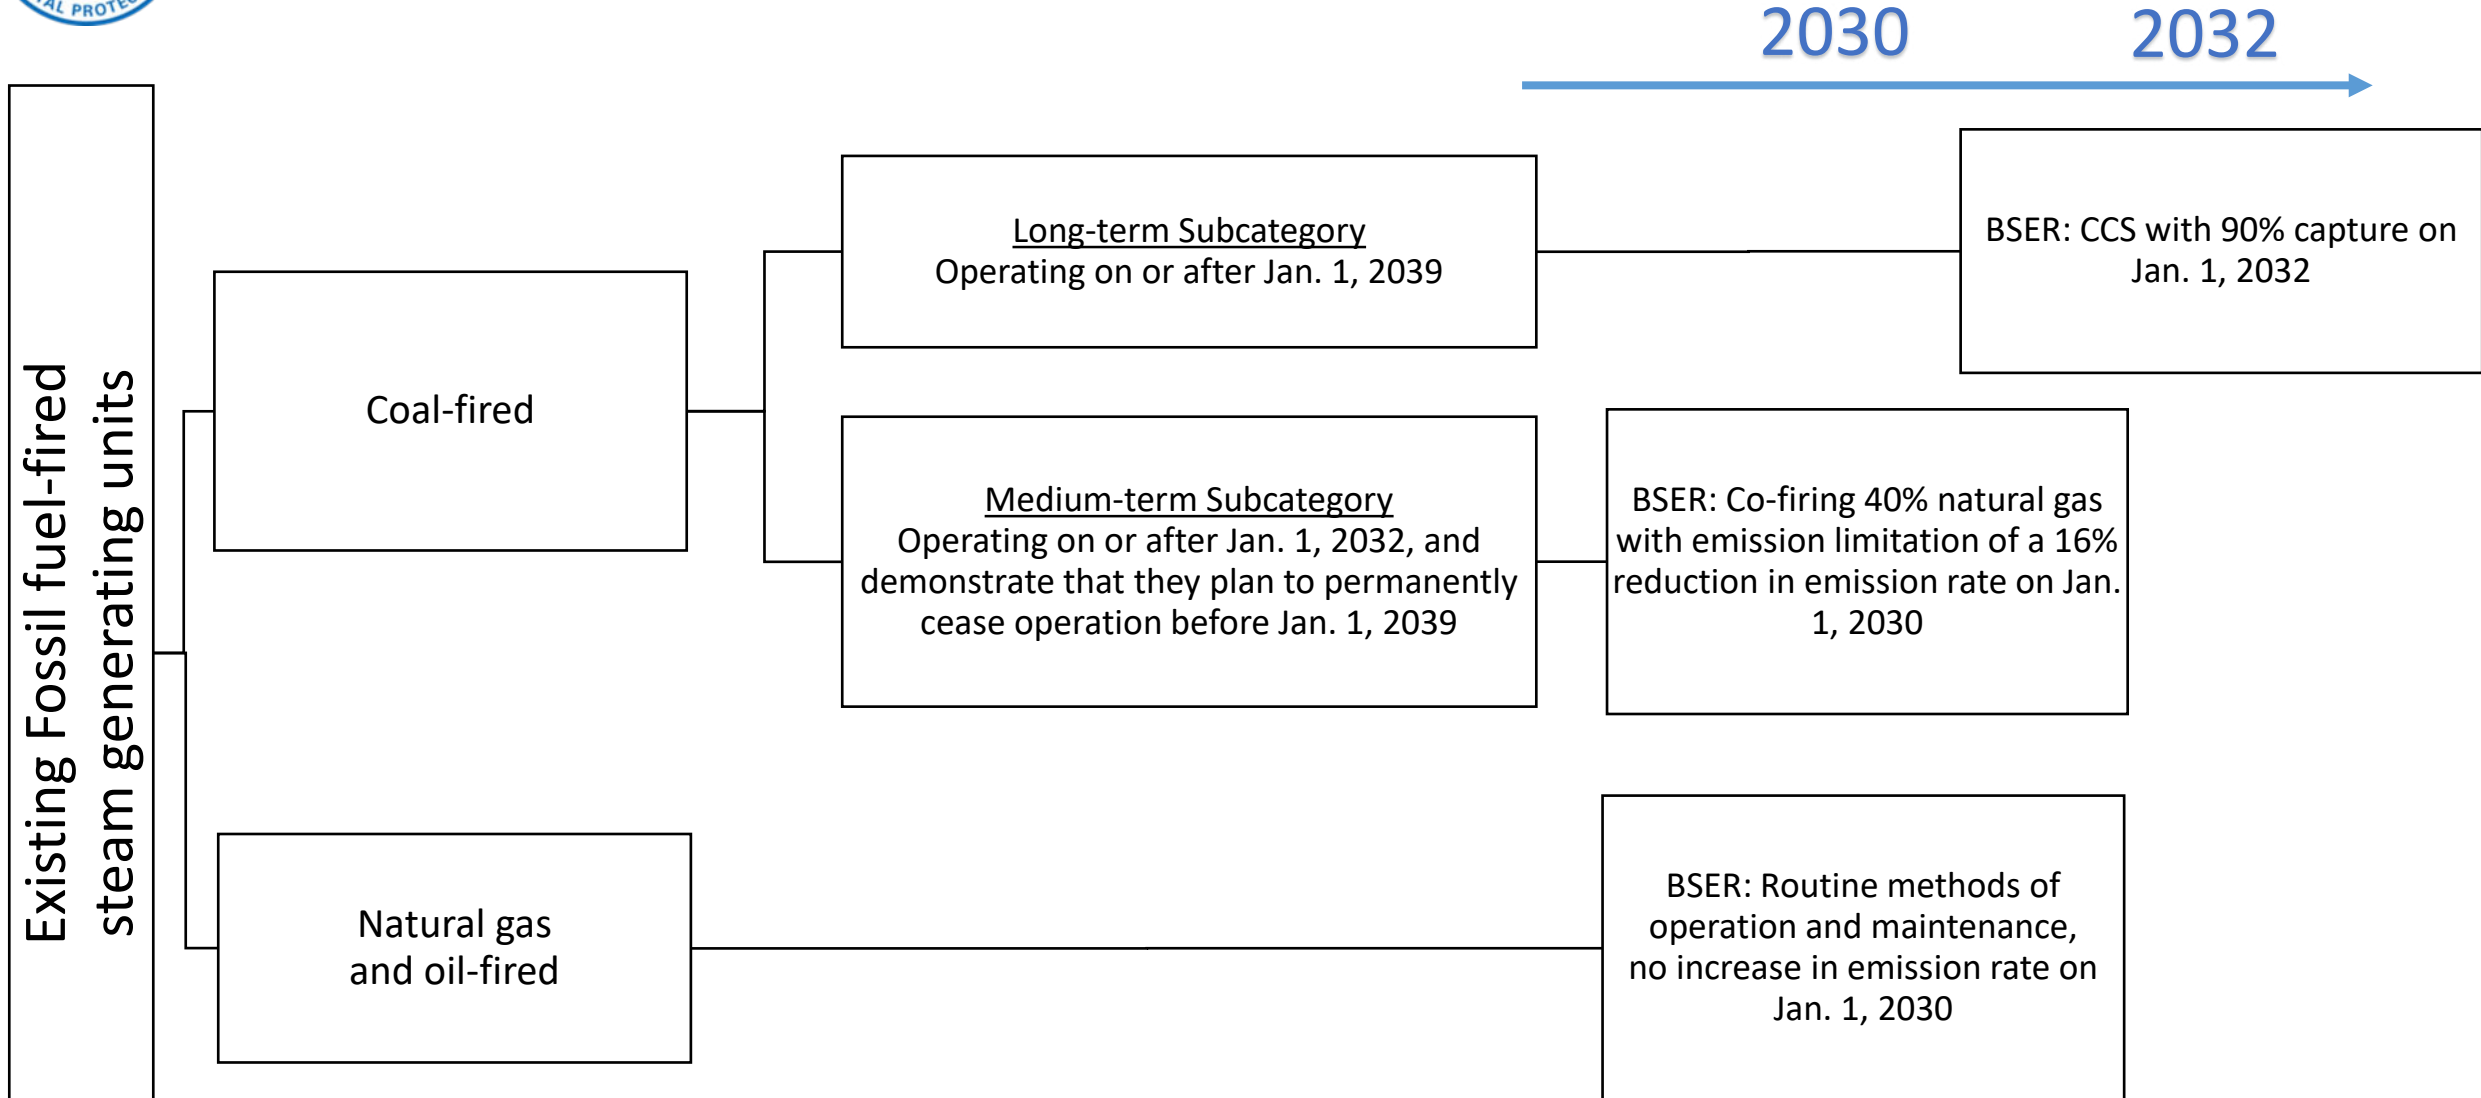 AL PROTE
2030
2032
Existing Fossil fuel-fired
steam generating units
Coal-fired
Long-term Subcategory
Operating on or after Jan. 1, 2039
BSER: CCS with 90% capture on
Jan. 1, 2032
Medium-term Subcategory
Operating on or after Jan. 1, 2032, and
demonstrate that they plan to permanently
cease operation before Jan. 1, 2039
BSER: Co-firing 40% natural gas
with emission limitation of a 16%
reduction in emission rate on Jan.
1, 2030
Natural gas
and oil-fired
BSER: Routine methods of
operation and maintenance,
no increase in emission rate on
Jan. 1, 2030